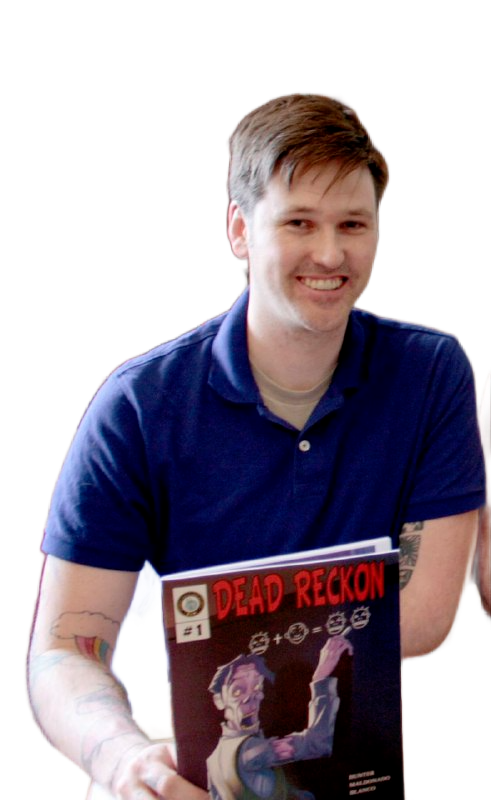 DEAD RECKON
#1
+ =
HUNTER
MALDONADO
BLANCO